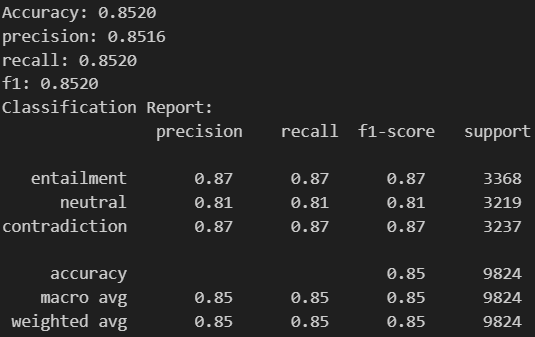 Accuracy: 0.8520
precision: 0.8516
recall: 0.8520
f1: 0.8520
Classification Report:
precision recall f1-score support
entailment 0.87 0.87 0.87 3368
neutral 0.81 0.81 0.81 3219
contradiction 0.87 0.87 0.87 3237
accuracy 0.85 9824
macro avg 0.85 0.85 0.85 9824
weighted avg 0.85 0.85 0.85 9824